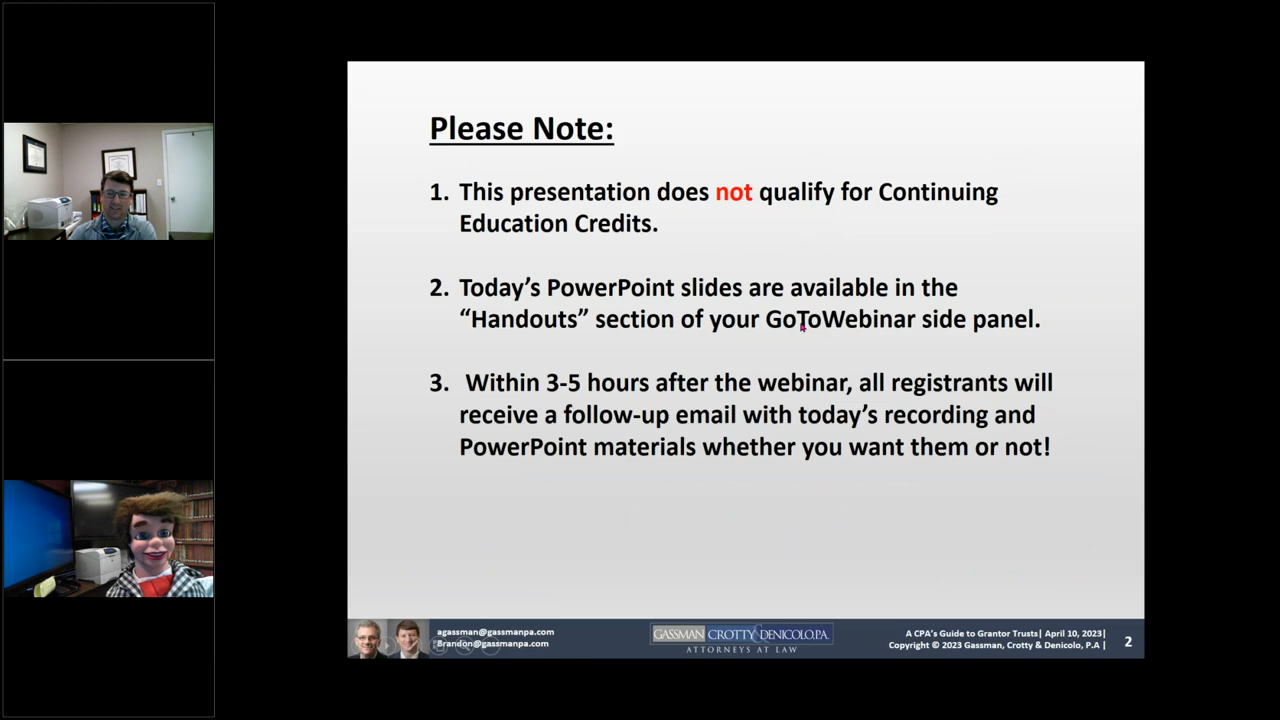 Please Note:
1. This presentation does not qualify for Continuing
Education Credits.
2. Today’s PowerPoint slides are available in the
“Handouts” section of your GoToWebinar side panel.
3. Within 3-5 hours after the webinar, all registrants will
receive a follow-up email with today’s recording and
PowerPoint materials whether you want them or not!
agassman@gassmanpa.com
Brandon@gassmanpa.com
GASSMAN CROTTY & DENICOLO, P.A.
ATTORNEYS AT LAW
A CPA's Guide to Grantor Trusts| April 10, 2023|
Copyright © 2023 Gassman, Crotty & Denicolo, P.A |
2